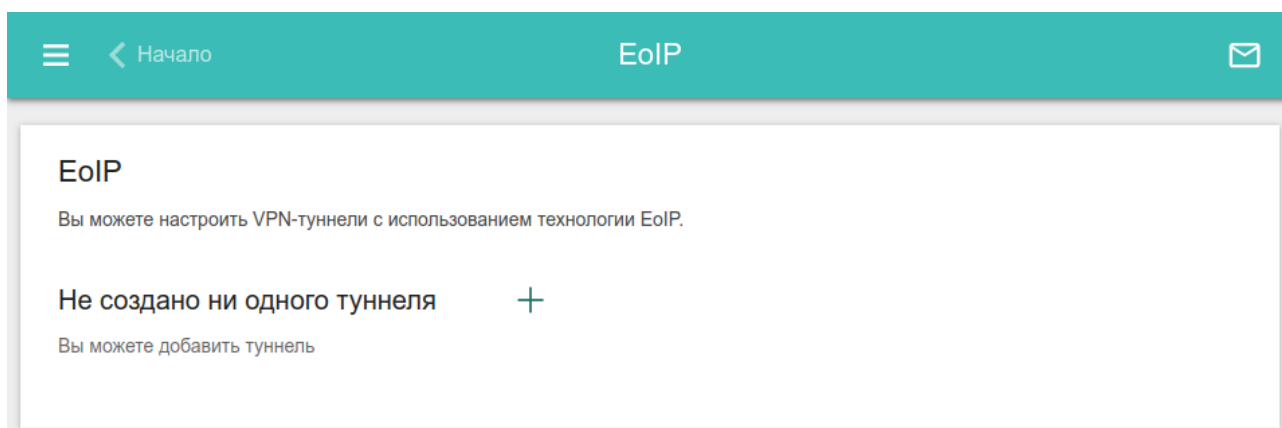 Начало
EoIP
EoIP
Вы можете настроить VPN-туннели с использованием технологии EoIP.
Не создано ни одного туннеля
Вы можете добавить туннель